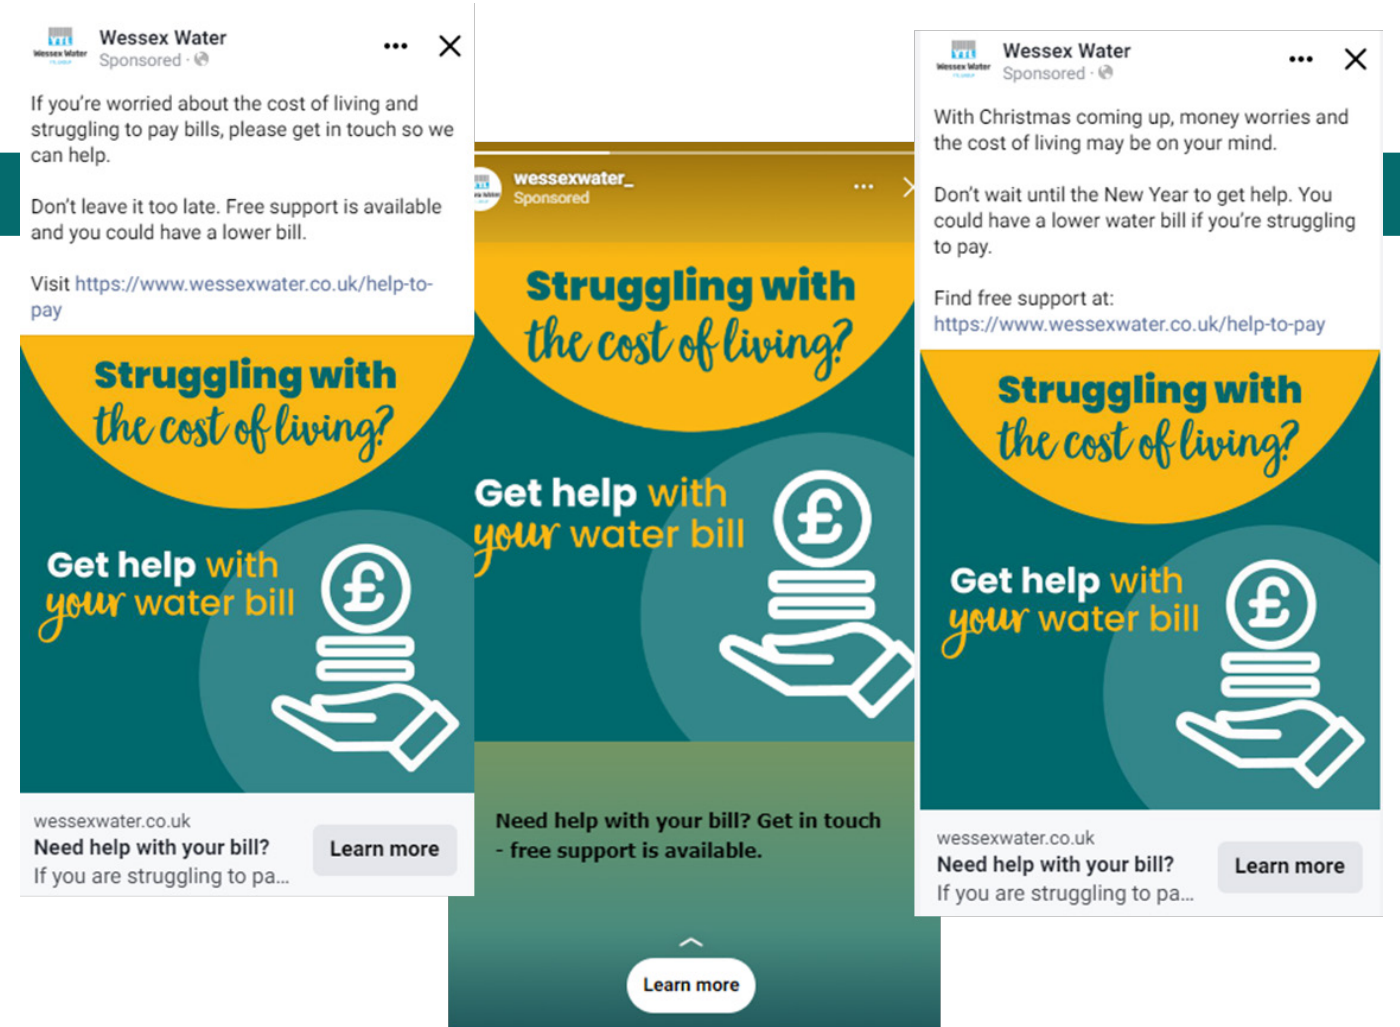 YTL
Wessex Water
Wessex Water
Sponsored ·
If you're worried about the cost of living and
struggling to pay bills, please get in touch so we
can help.
Don't leave it too late. Free support is available
and you could have a lower bill.
Visit https://www.wessexwater.co.uk/help-to-
pay
Struggling with
the cost of living?
Get help with
your water bill
£
wessexwater.co.uk
Need help with your bill?
If you are struggling to pa...
Learn more
wessexwater_
Sponsored
Struggling with
the cost of living?
Get help with
your water bill
£
Need help with your bill? Get in touch
- free support is available.
Learn more
YTL
Wessex Water
Wessex Water
Sponsored ·
With Christmas coming up, money worries and
the cost of living may be on your mind.
Don't wait until the New Year to get help. You
could have a lower water bill if you're struggling
to pay.
Find free support at:
https://www.wessexwater.co.uk/help-to-pay
Struggling with
the cost of living?
Get help with
your water bill
£
wessexwater.co.uk
Need help with your bill?
If you are struggling to pa...
Learn more